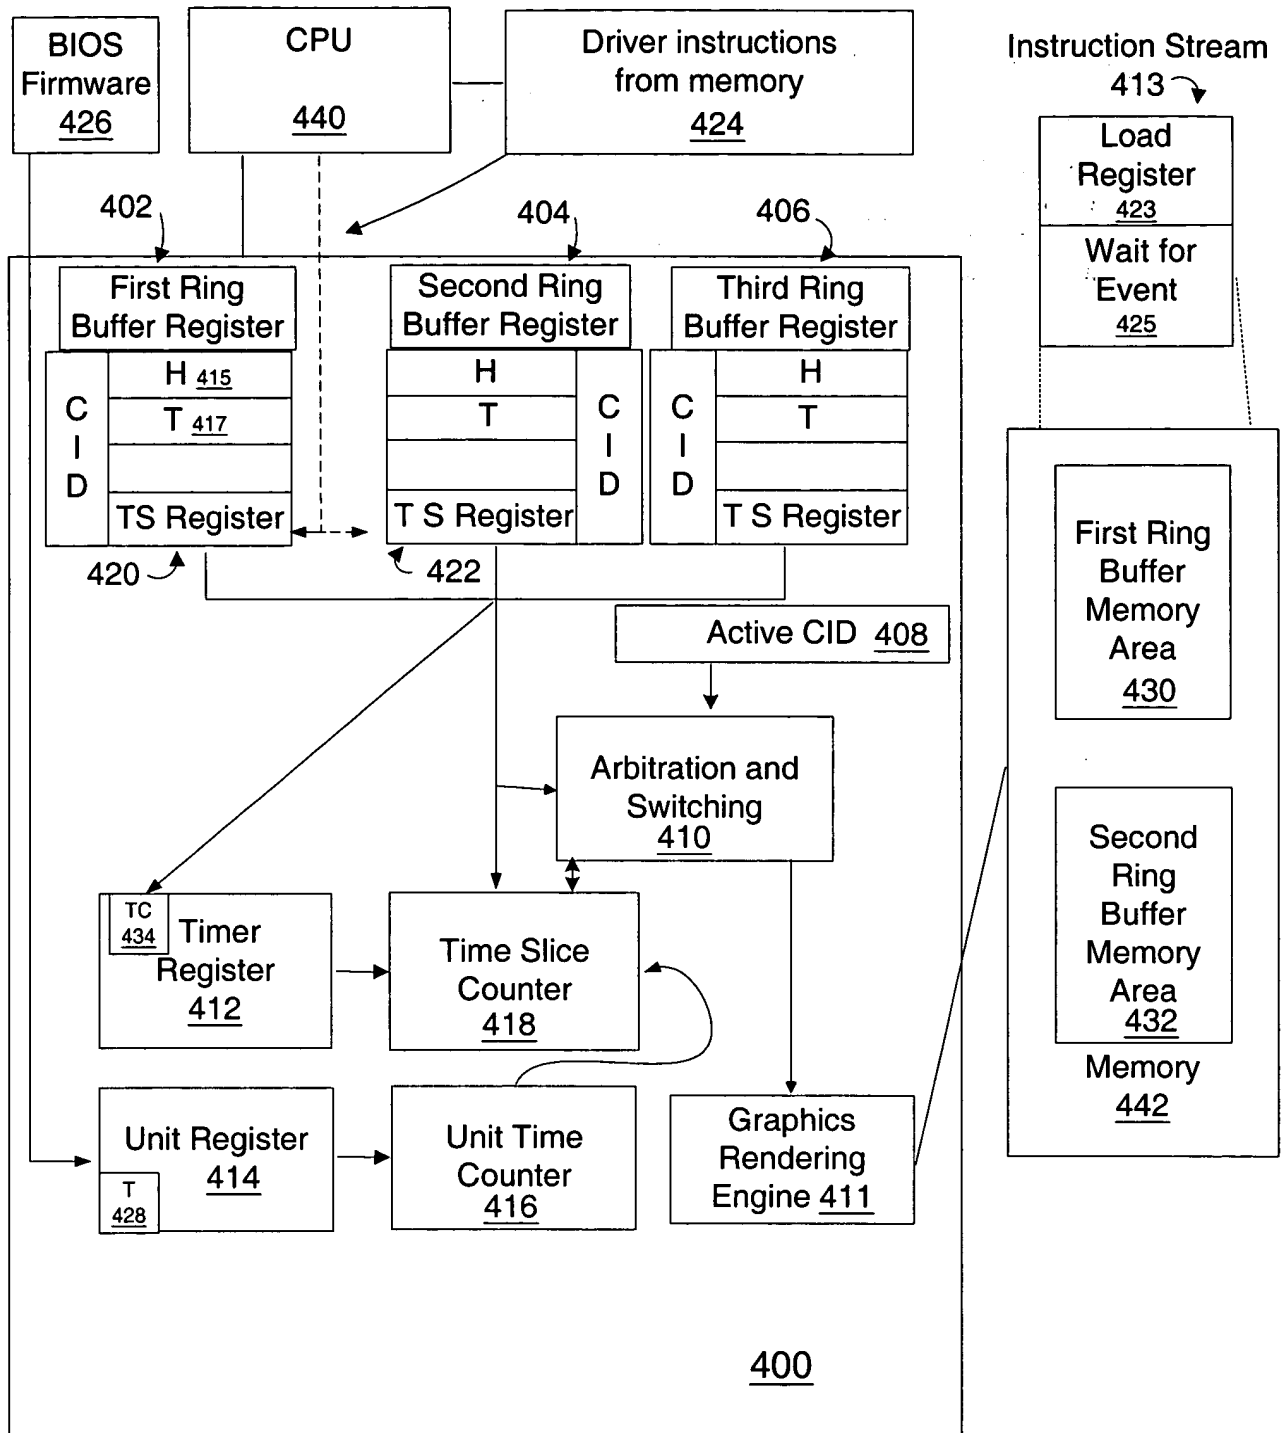 BIOS
Firmware
426
CPU
440
Driver instructions
from memory
424
Instruction Stream
413
Load
Register
423
Wait for
Event
425
402
404
406
First Ring
Buffer Register
Second Ring
Buffer Register
Third Ring
Buffer Register
C
I
D
H 415
T 417
TS Register
H
T
T S Register
C
I
D
C
I
D
H
T
T S Register
420
422
Active CID 408
Arbitration and
Switching
410
TC
434
Timer
Register
412
Time Slice
Counter
418
Unit Register
414
T
428
Unit Time
Counter
416
Graphics
Rendering
Engine 411
First Ring
Buffer
Memory
Area
430
Second
Ring
Buffer
Memory
Area
432
Memory
442
400